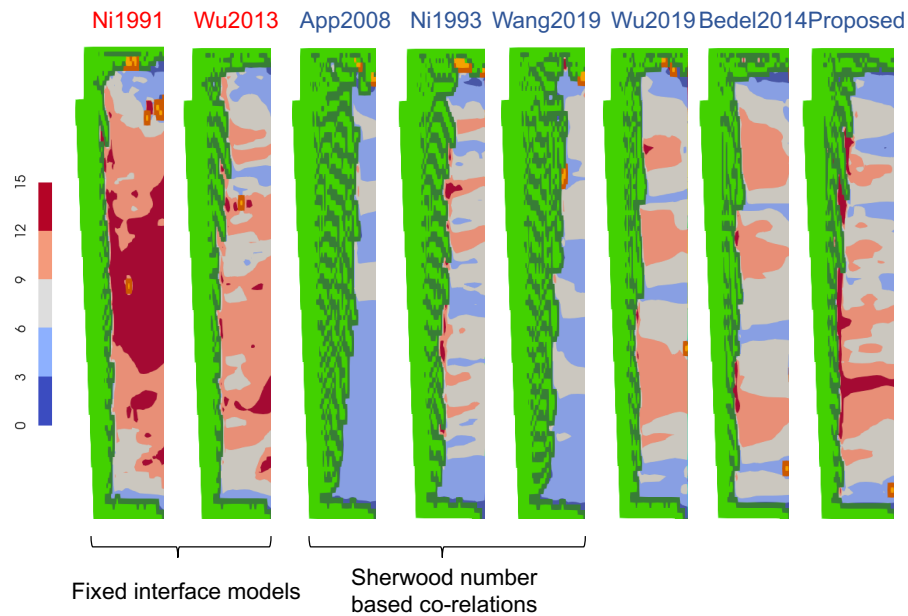 Ni1991 Wu2013 App2008 Ni1993 Wang2019 Wu2019 Bedel2014 Proposed
15
12
9
6
3
0
Fixed interface models
Sherwood number
based co-relations